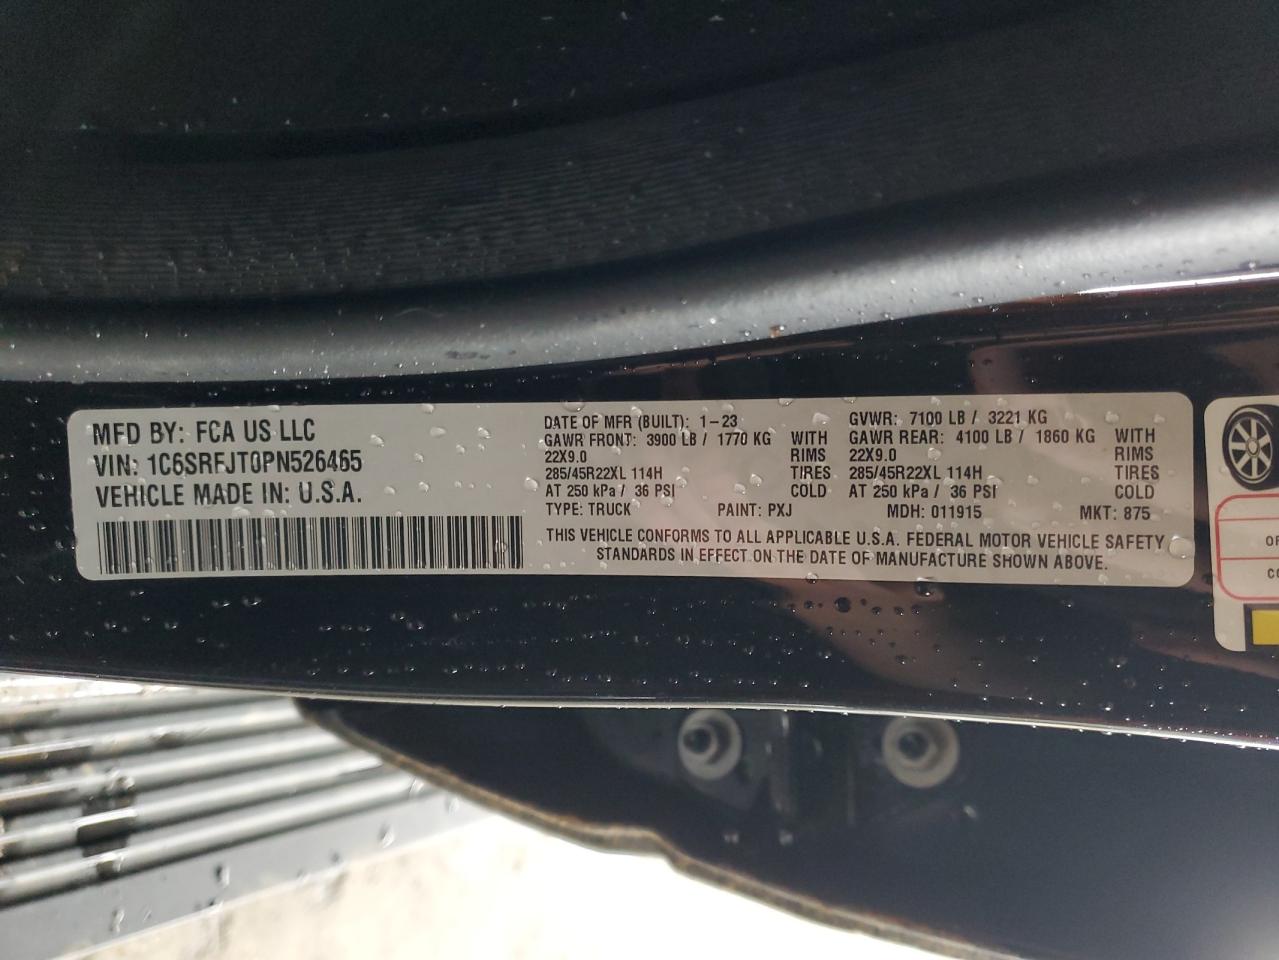 MFD BY: FCA US LLC
VIN: 1C6SRFJT0PN526465
VEHICLE MADE IN: U.S.A.
DATE OF MFR (BUILT): 1-23
GAWR FRONT: 3900 LB / 1770 KG WITH
22X9.0 RIMS
285/45R22XL 114H TIRES
AT 250 kPa / 36 PSI COLD
TYPE: TRUCK PAINT: PXJ
GVWR: 7100 LB / 3221 KG
GAWR REAR: 4100 LB / 1860 KG WITH
22X9.0 RIMS
285/45R22XL 114H TIRES
AT 250 kPa / 36 PSI COLD
MDH: 011915 MKT: 875
THIS VEHICLE CONFORMS TO ALL APPLICABLE U.S.A. FEDERAL MOTOR VEHICLE SAFETY
STANDARDS IN EFFECT ON THE DATE OF MANUFACTURE SHOWN ABOVE.